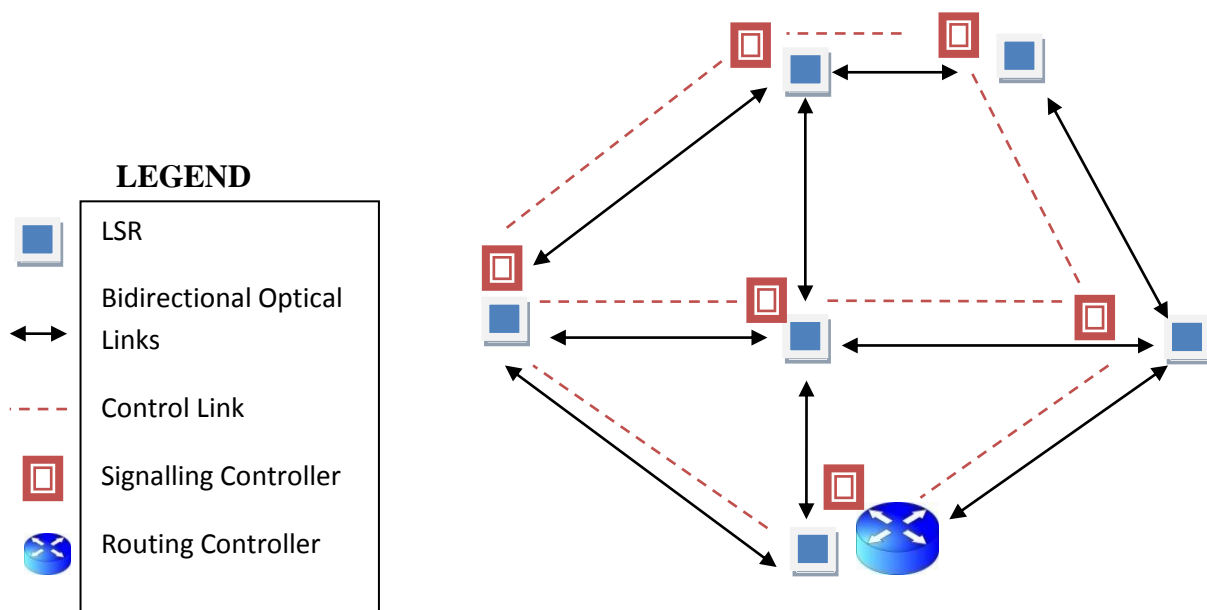 LEGEND
LSR
Bidirectional Optical
Links
Control Link
Signalling Controller
Routing Controller